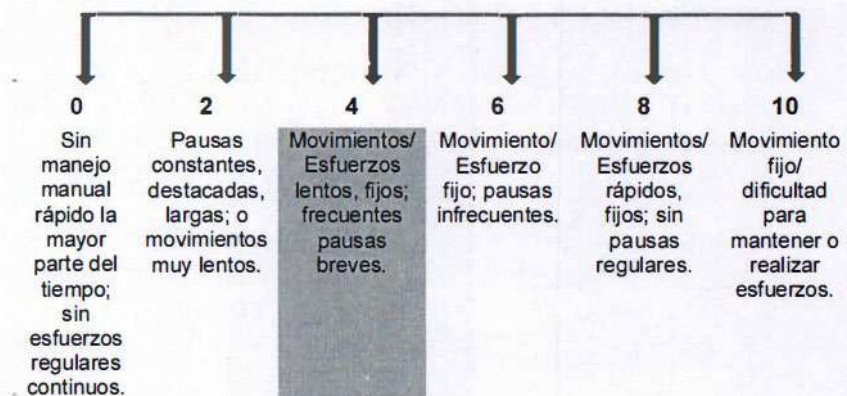 0
Sin
manejo
manual
rápido la
mayor
parte del
tiempo;
sin
esfuerzos
regulares
continuos.
2
Pausas
constantes,
destacadas,
largas; o
movimientos
muy lentos.
4
Movimientos/
Esfuerzos
lentos, fijos;
frecuentes
pausas
breves.
6
Movimiento/
Esfuerzo
fijo; pausas
infrecuentes.
8
Movimientos/
Esfuerzos
rápidos,
fijos; sin
pausas
regulares.
10
Movimiento
fijo/
dificultad
para
mantener o
realizar
esfuerzos.